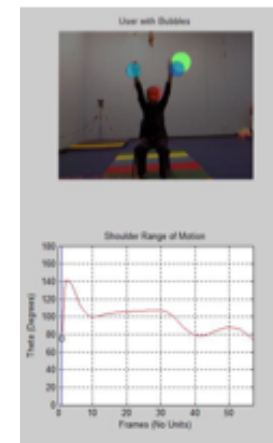 User with Bubbles
Shoulder Range of Motion
180
160
140
120
100
80
60
40
20
0
Theta (Degrees)
0 10 20 30 40 50
Frames (No Units)